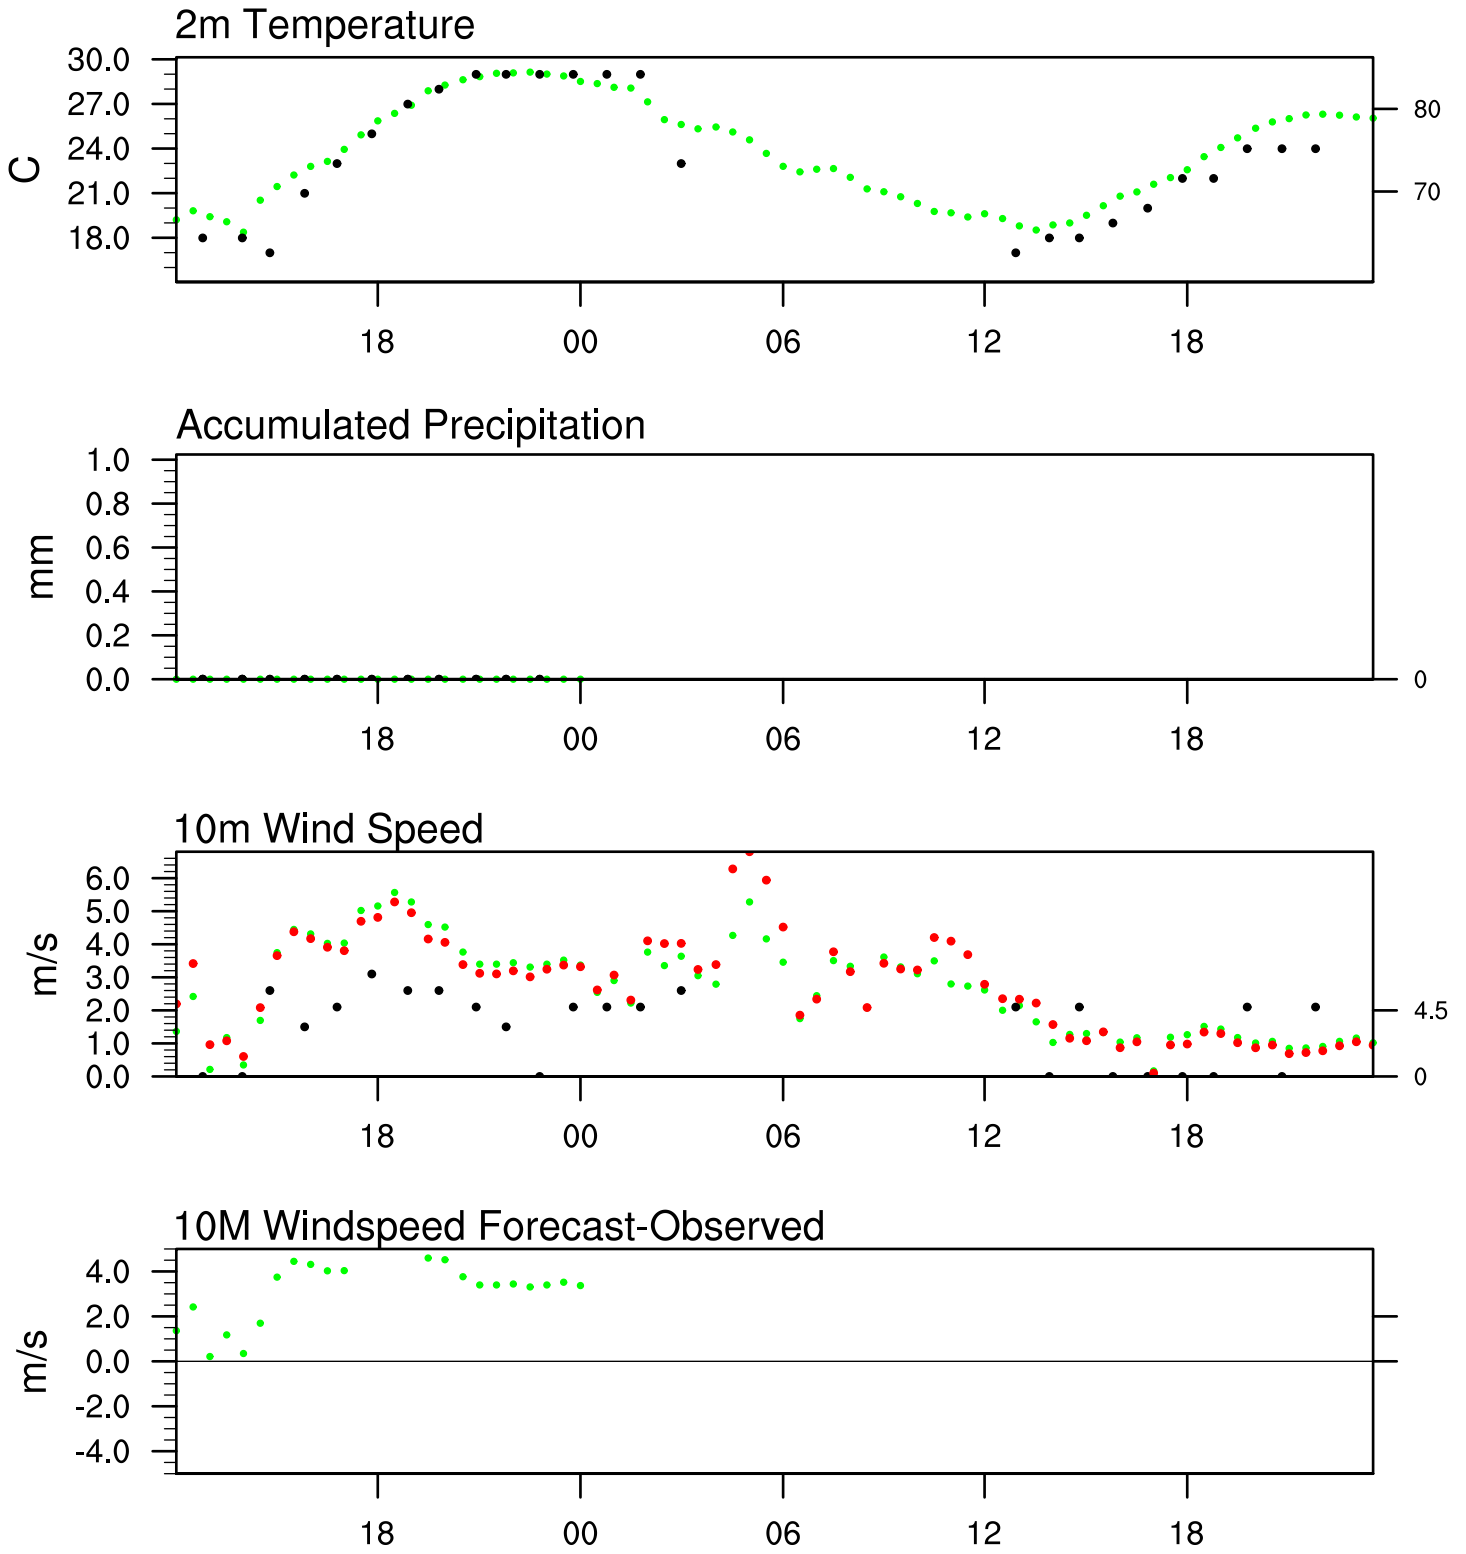 2m Temperature
30.0
27.0
24.0
21.0
18.0
C
80
70
18 00 06 12 18
Accumulated Precipitation
1.0
0.8
0.6
0.4
0.2
0.0
mm
0
18 00 06 12 18
10m Wind Speed
6.0
5.0
4.0
3.0
2.0
1.0
0.0
m/s
4.5
0
18 00 06 12 18
10M Windspeed Forecast-Observed
4.0
2.0
0.0
-2.0
-4.0
m/s
18 00 06 12 18